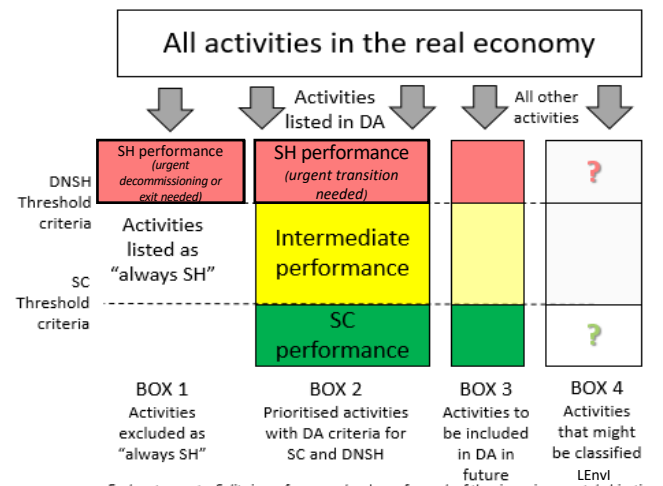 All activities in the real economy
Activities
listed in DA
All other
activities
SH performance
(urgent
decommissioning or
exit needed)
SH performance
(urgent transition
needed)
?
DNSH
Threshold
criteria
Activities
listed as
“always SH”
Intermediate
performance
SC
Threshold
criteria
SC
performance
?
BOX 1
Activities
excluded as
“always SH”
BOX 2
Prioritised activities
with DA criteria for
SC and DNSH
BOX 3
Activities to
be included
in DA in
future
BOX 4
Activities
that might
be classified
LEnvI